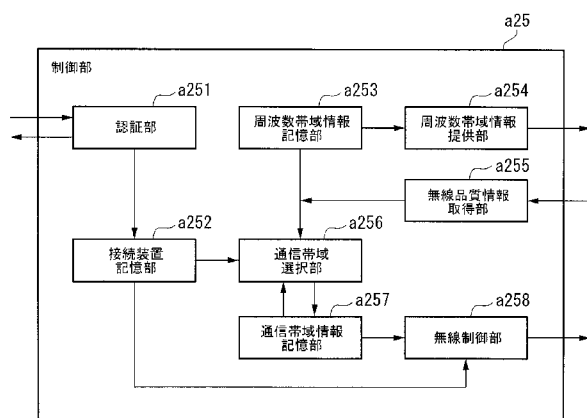 a25
制御部
a251
認証部
a253
周波数帯域情報
記憶部
a254
周波数帯域情報
提供部
a255
無線品質情報
取得部
a252
接続装置
記憶部
a256
通信帯域
選択部
a257
通信帯域情報
記憶部
a258
無線制御部